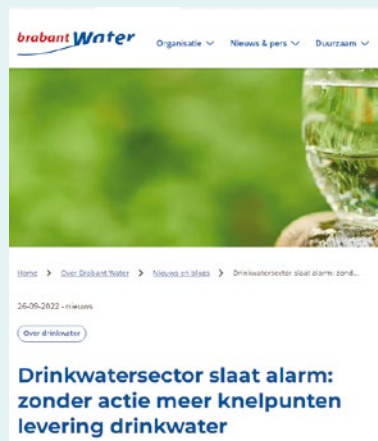 brabant Water
Organisatie Nieuws & pers Duurzaam
Home > Over Brabant Water > Nieuws en blogs > Drinkwatersector slaat alarm: zond...
26-09-2022 - nieuws
Over drinkwater
Drinkwatersector slaat alarm:
zonder actie meer knelpunten
levering drinkwater